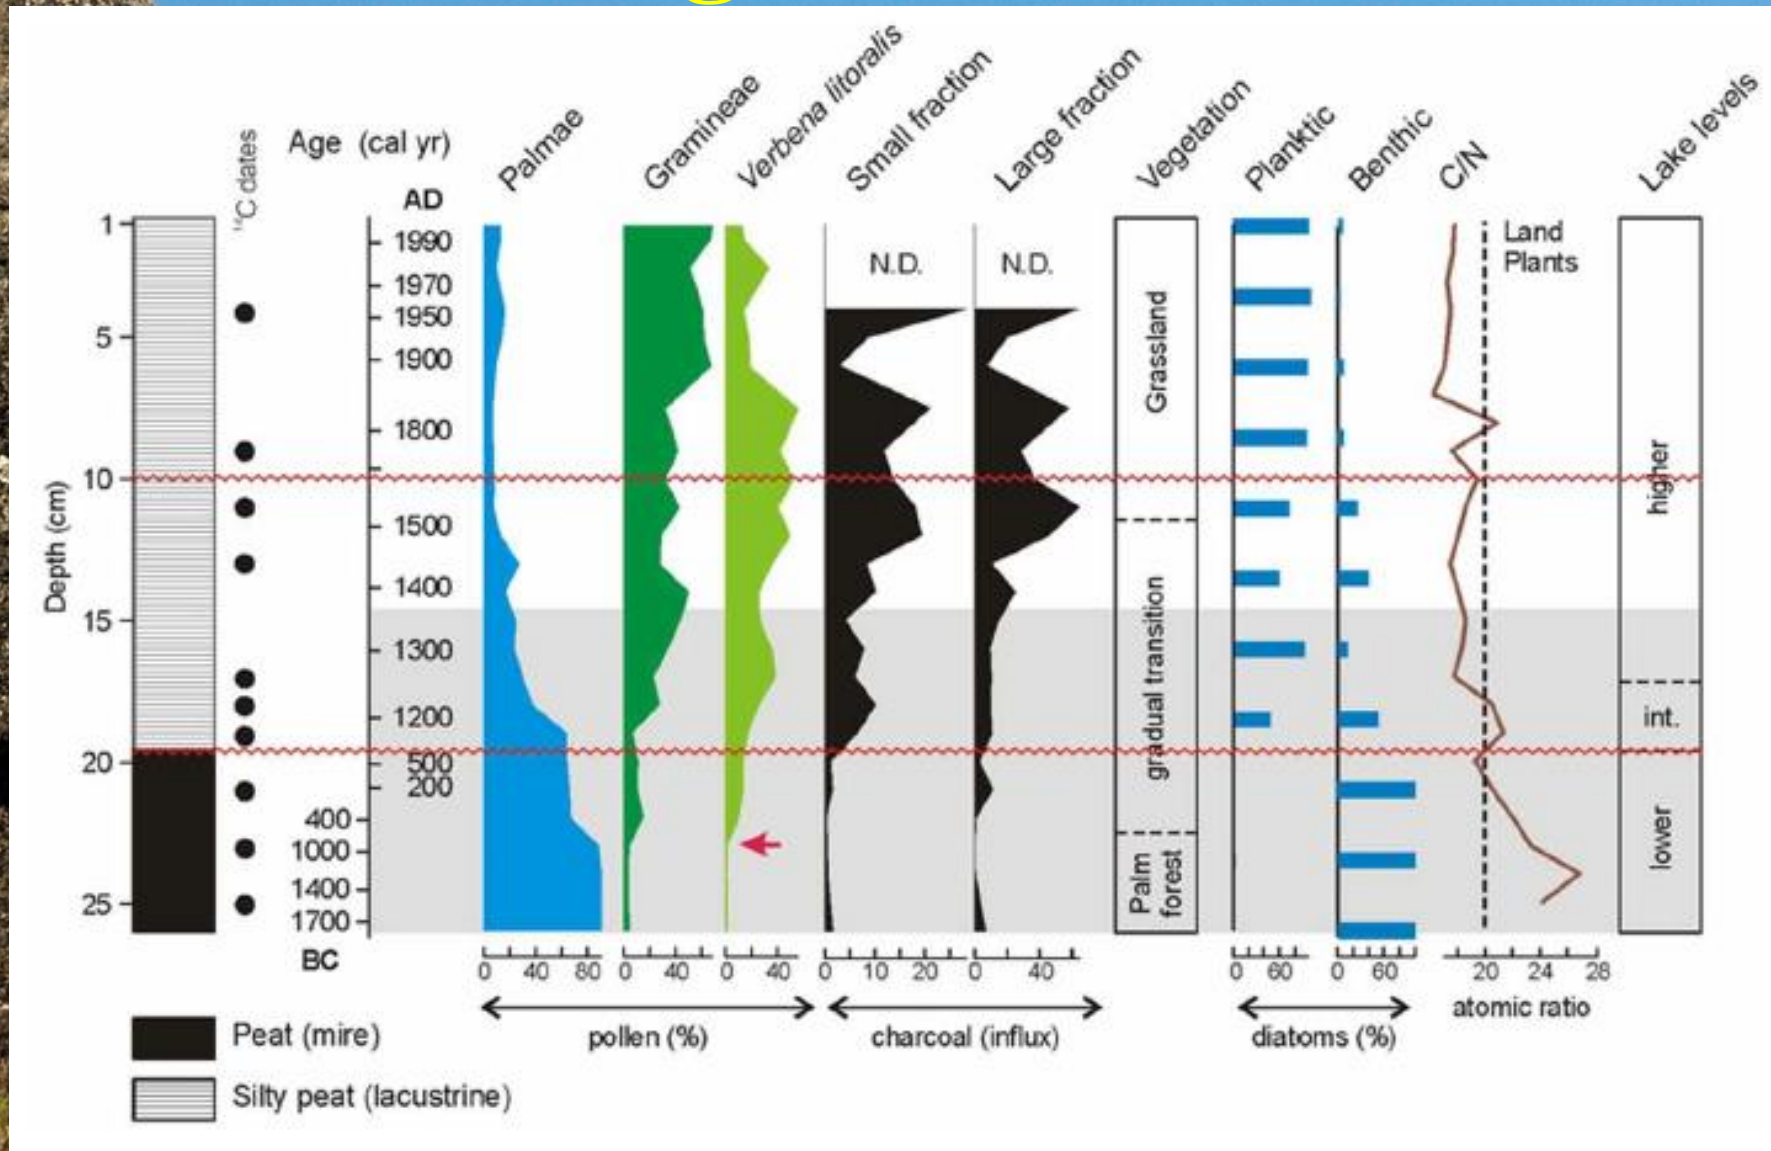 Palmae
Gramineae
Verbena litoralis
Small fraction
Large fraction
Vegetation
Planktic
Benthic
C/N
Lake levels
¹⁴C dates
Age (cal yr)
AD
1
5
10
15
20
25
Depth (cm)
1990
1970
1950
1900
1800
1500
1400
1300
1200
500
200
400
1000
1400
1700
BC
N.D.
N.D.
Grassland
gradual transition
Palm
forest
Land
Plants
higher
int.
lower
0 40 80
0 40
0 40
0 10 20
0 40
0 60
0 60
20 24 28
pollen (%)
charcoal (influx)
diatoms (%)
atomic ratio
Peat (mire)
Silty peat (lacustrine)